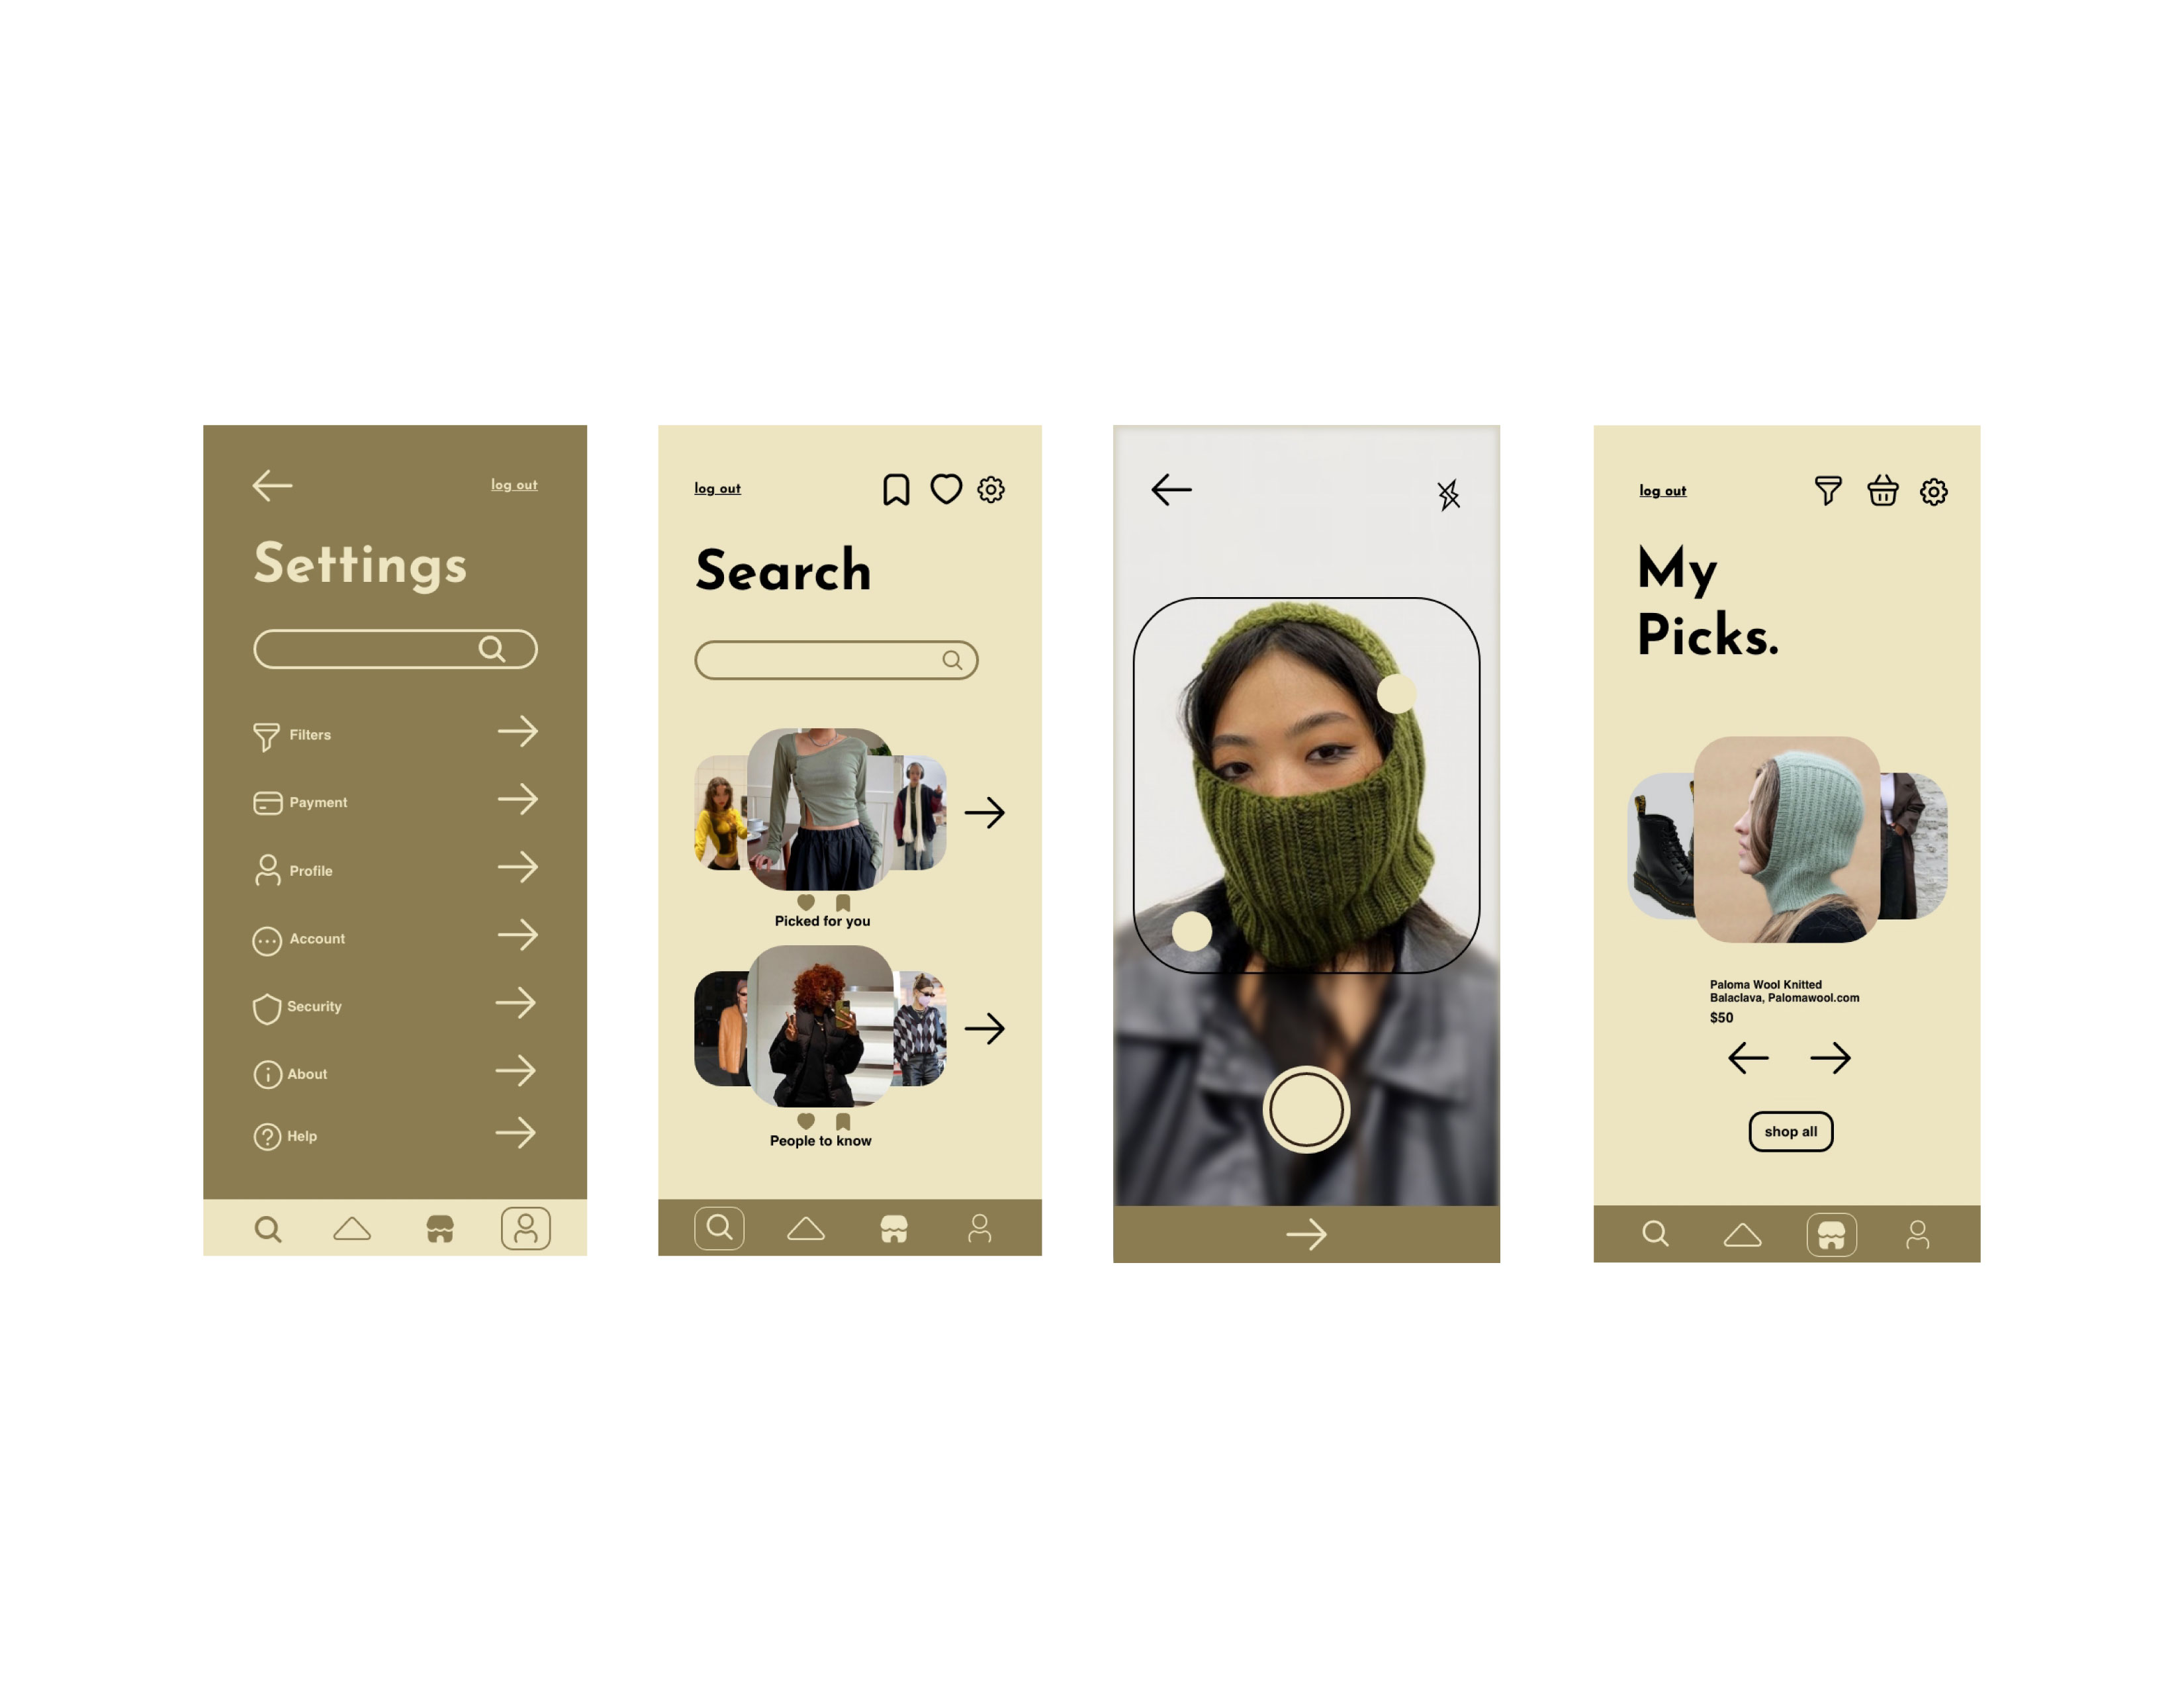 log out
Settings
Filters
Payment
Profile
Account
Security
About
Help
log out
Search
Picked for you
People to know
log out
My
Picks.
Paloma Wool Knitted
Balaclava, Palomawool.com
$50
shop all